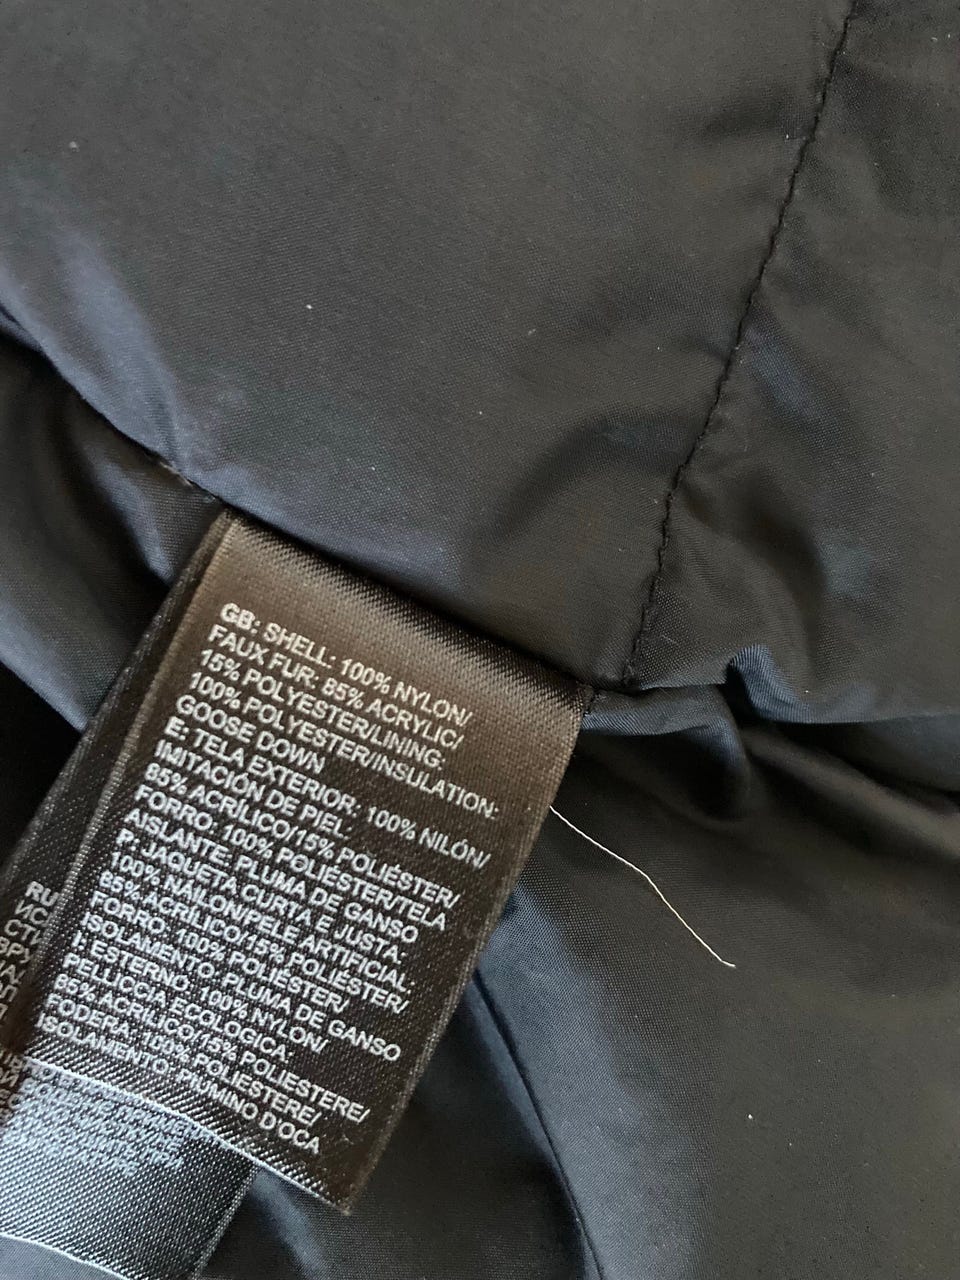 GB: SHELL: 100% NYLON/
FAUX FUR: 85% ACRYLIC/
15% POLYESTER/LINING:
100% POLYESTER/INSULATION:
GOOSE DOWN
E: TELA EXTERIOR: 100% NILÓN/
IMITACIÓN DE PIEL:
85% ACRÍLICO/15% POLIÉSTER/
FORRO: 100% POLIÉSTER/TELA
AISLANTE: PLUMA DE GANSO
P: JAQUETA CURTA E JUSTA:
100% NÁILON/PELE ARTIFICIAL:
85% ACRÍLICO/15% POLIÉSTER/
FORRO: 100% POLIÉSTER/
ISOLAMENTO: PLUMA DE GANSO
I: ESTERNO: 100% NYLON/
PELLICCIA ECOLOGICA:
85% ACRILICO/15% POLIESTERE/
FODERA: 100% POLIESTERE/
ISOLAMENTO: PIUMINO D'OCA
RU